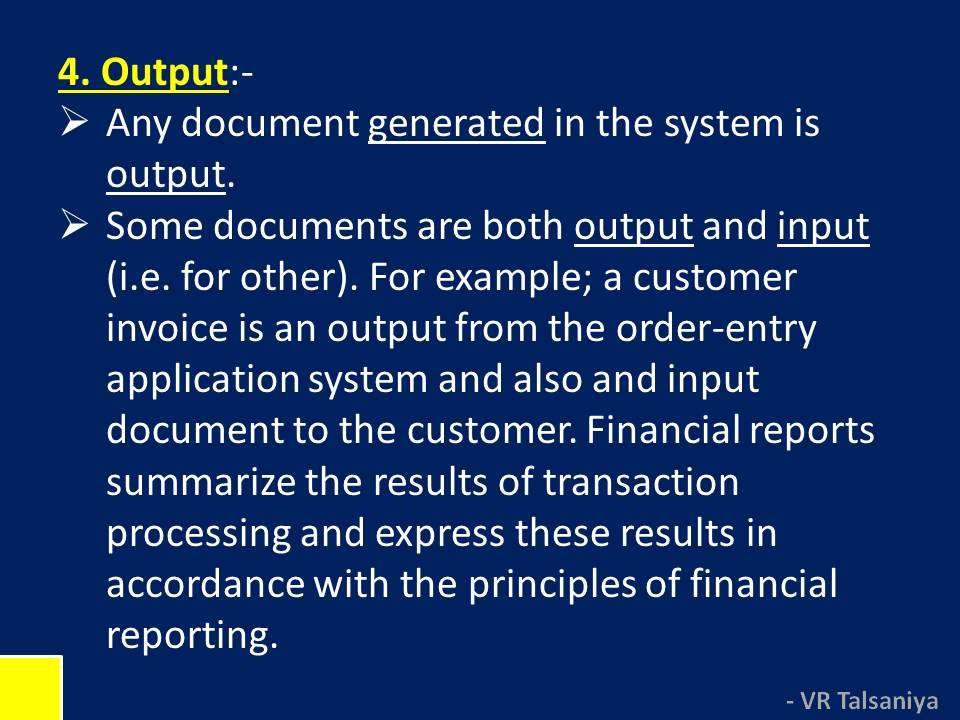 4. Output:-
➢ Any document generated in the system is
output.
➢ Some documents are both output and input
(i.e. for other). For example; a customer
invoice is an output from the order-entry
application system and also and input
document to the customer. Financial reports
summarize the results of transaction
processing and express these results in
accordance with the principles of financial
reporting.
- VR Talsaniya